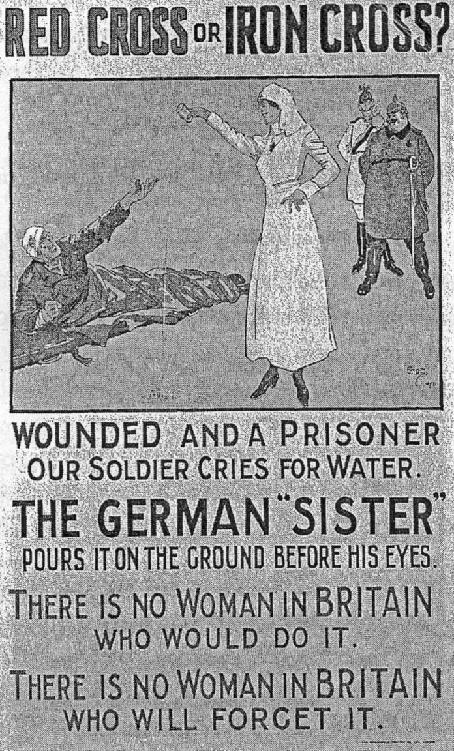 RED CROSS OR IRON CROSS?
WOUNDED AND A PRISONER
OUR SOLDIER CRIES FOR WATER.
THE GERMAN "SISTER"
POURS IT ON THE GROUND BEFORE HIS EYES.
THERE IS NO WOMAN IN BRITAIN
WHO WOULD DO IT.
THERE IS NO WOMAN IN BRITAIN
WHO WILL FORGET IT.